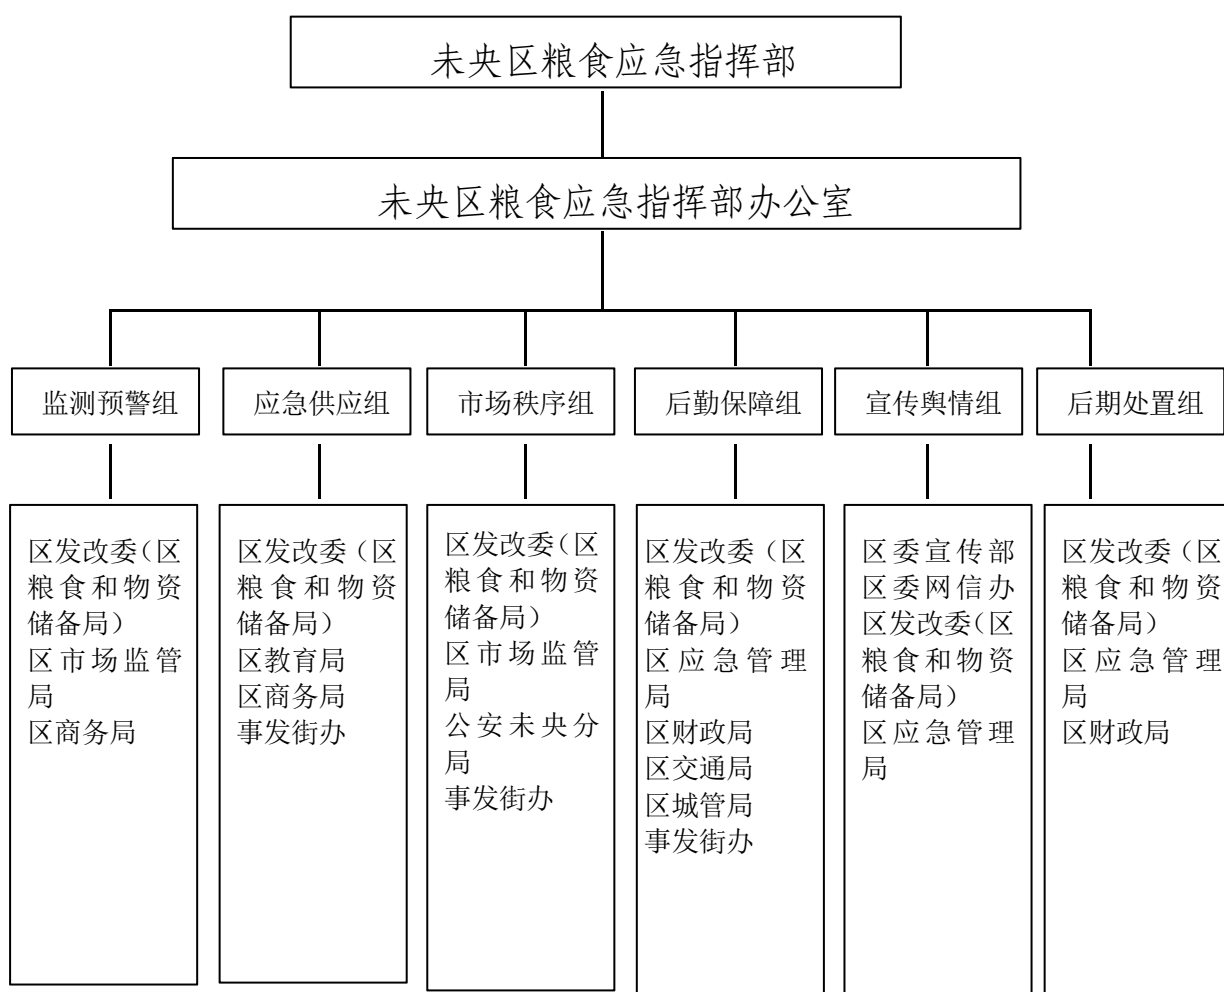 未央区粮食应急指挥部
未央区粮食应急指挥部办公室
监测预警组
应急供应组
市场秩序组
后勤保障组
宣传舆情组
后期处置组
区发改委（区
粮食和物资
储备局）
区市场监管
局
区商务局
区发改委（区
粮食和物资
储备局）
区教育局
区商务局
事发街办
区发改委（区
粮食和物资
储备局）
区市场监管
局
公安未央分
局
事发街办
区发改委（区
粮食和物资
储备局）
区应急管理
局
区财政局
区交通局
区城管局
事发街办
区委宣传部
区委网信办
区发改委（区
粮食和物资
储备局）
区应急管理
局
区发改委（区
粮食和物资
储备局）
区应急管理
局
区财政局